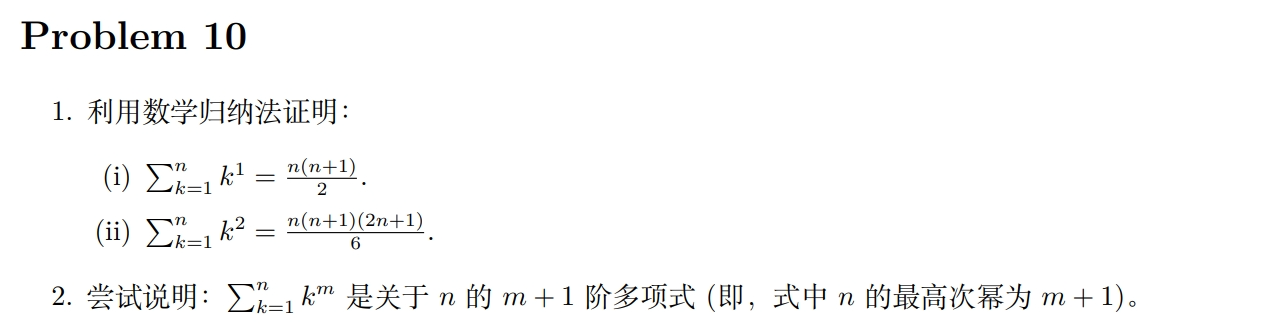 Problem 10
1. 利用数学归纳法证明：
(i) $\sum_{k=1}^{n} k^1 = \frac{n(n+1)}{2}$.
(ii) $\sum_{k=1}^{n} k^2 = \frac{n(n+1)(2n+1)}{6}$.
2. 尝试说明：$\sum_{k=1}^{n} k^m$ 是关于 $n$ 的 $m+1$ 阶多项式 (即，式中 $n$ 的最高次幂为 $m+1$)。